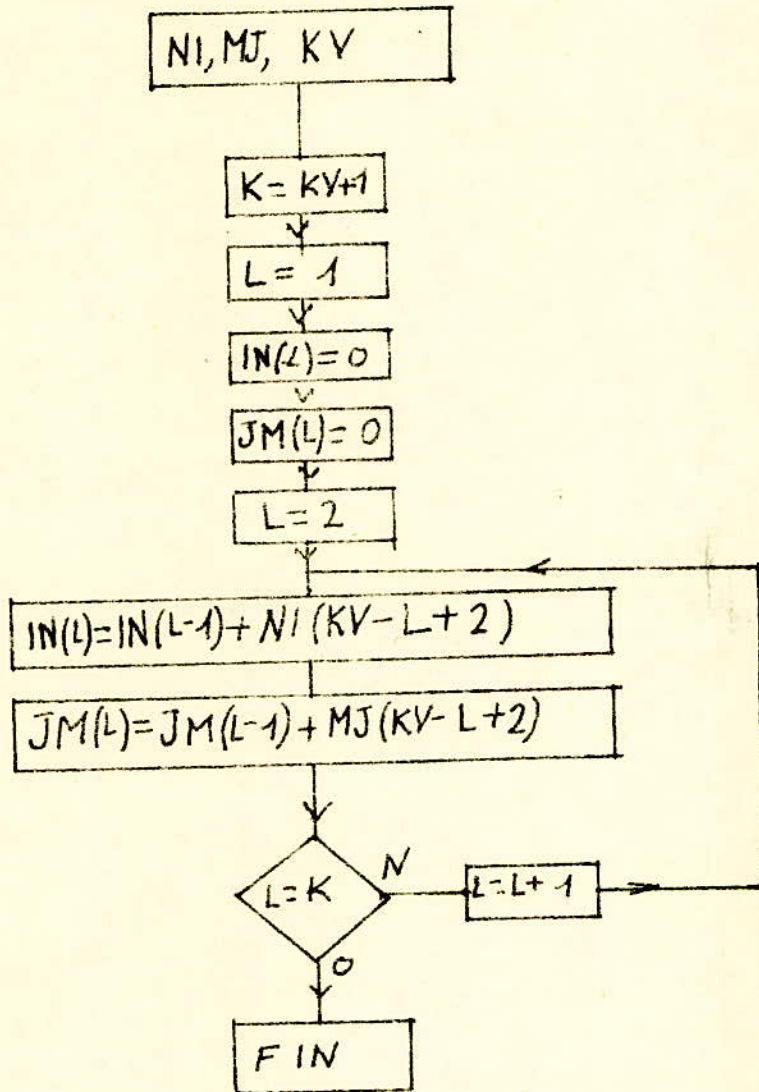 NI, MJ, KV
K = KV+1
L = 1
IN(L)=0
JM(L)=0
L=2
IN(L)=IN(L-1)+NI(KV-L+2)
JM(L)=JM(L-1)+MJ(KV-L+2)
L=K
N
L=L+1
O
FIN